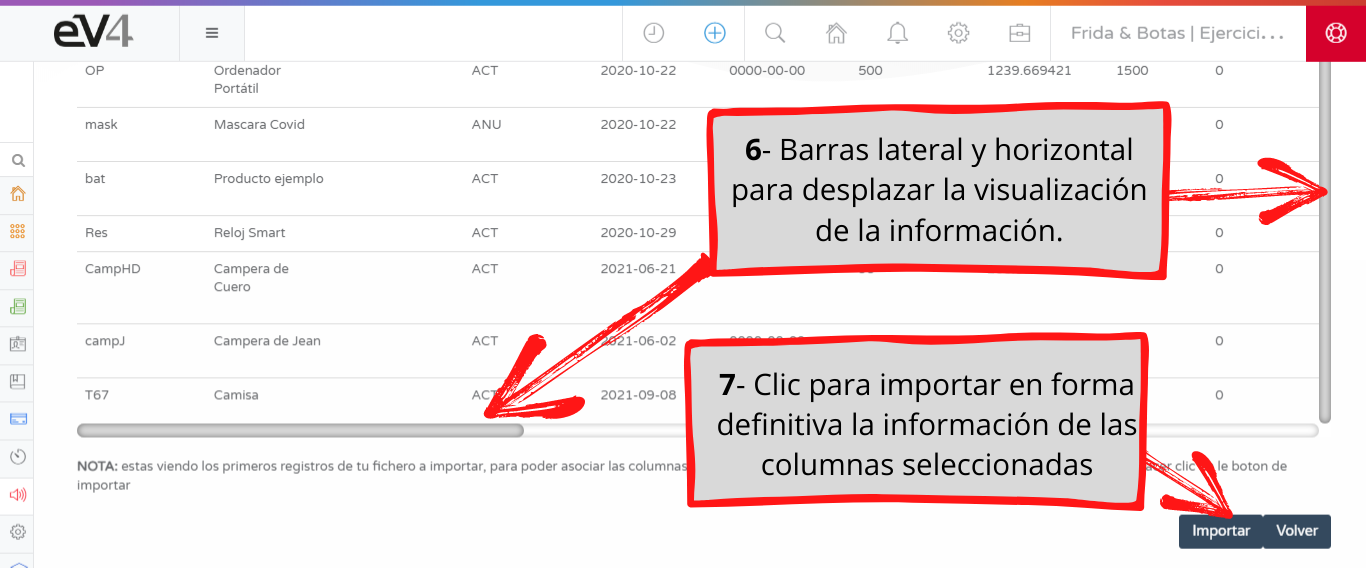 eV4
Frida & Botas | Ejercici...
OP Ordenador Portátil ACT 2020-10-22 0000-00-00 500 1239.669421 1500 0
mask Mascara Covid ANU 2020-10-22 0
bat Producto ejemplo ACT 2020-10-23 0
Res Reloj Smart ACT 2020-10-29 0
CampHD Campera de Cuero ACT 2021-06-21 0
campJ Campera de Jean ACT 2021-06-02 0
T67 Camisa ACT 2021-09-08 0
6- Barras lateral y horizontal
para desplazar la visualización
de la información.
7- Clic para importar en forma
definitiva la información de las
columnas seleccionadas
NOTA: estas viendo los primeros registros de tu fichero a importar, para poder asociar las columnas clic le boton de
importar
Importar Volver